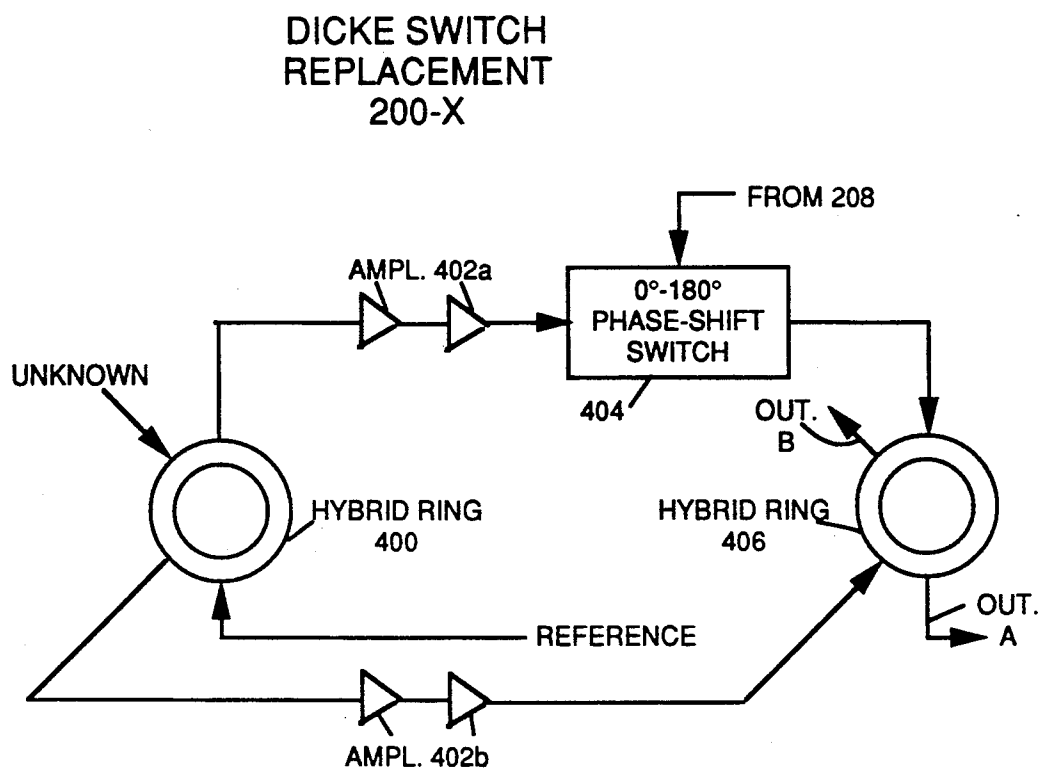 DICKE SWITCH
REPLACEMENT
200-X
FROM 208
AMPL. 402a
0°-180°
PHASE-SHIFT
SWITCH
404
UNKNOWN
OUT.
B
HYBRID RING
400
HYBRID RING
406
REFERENCE
OUT.
A
AMPL. 402b